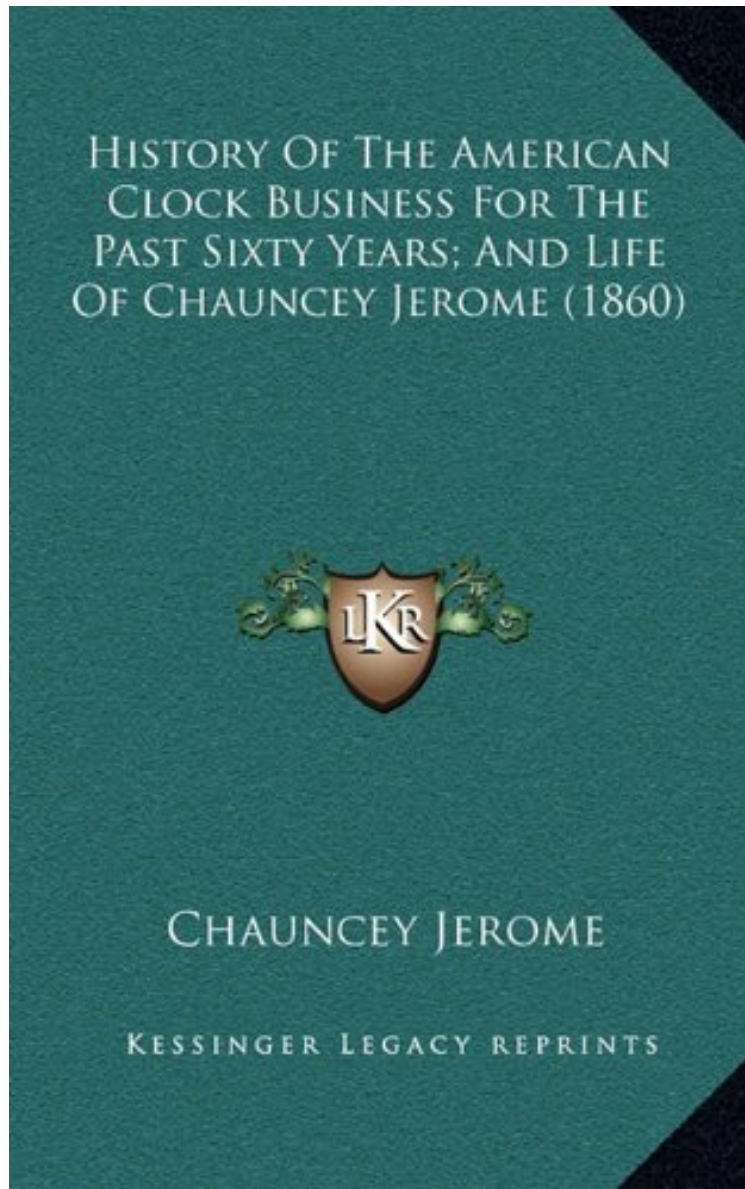 HISTORY OF THE AMERICAN
CLOCK BUSINESS FOR THE
PAST SIXTY YEARS; AND LIFE
OF CHAUNCEY JEROME (1860)
LKR
CHAUNCEY JEROME
KESSINGER LEGACY REPRINTS